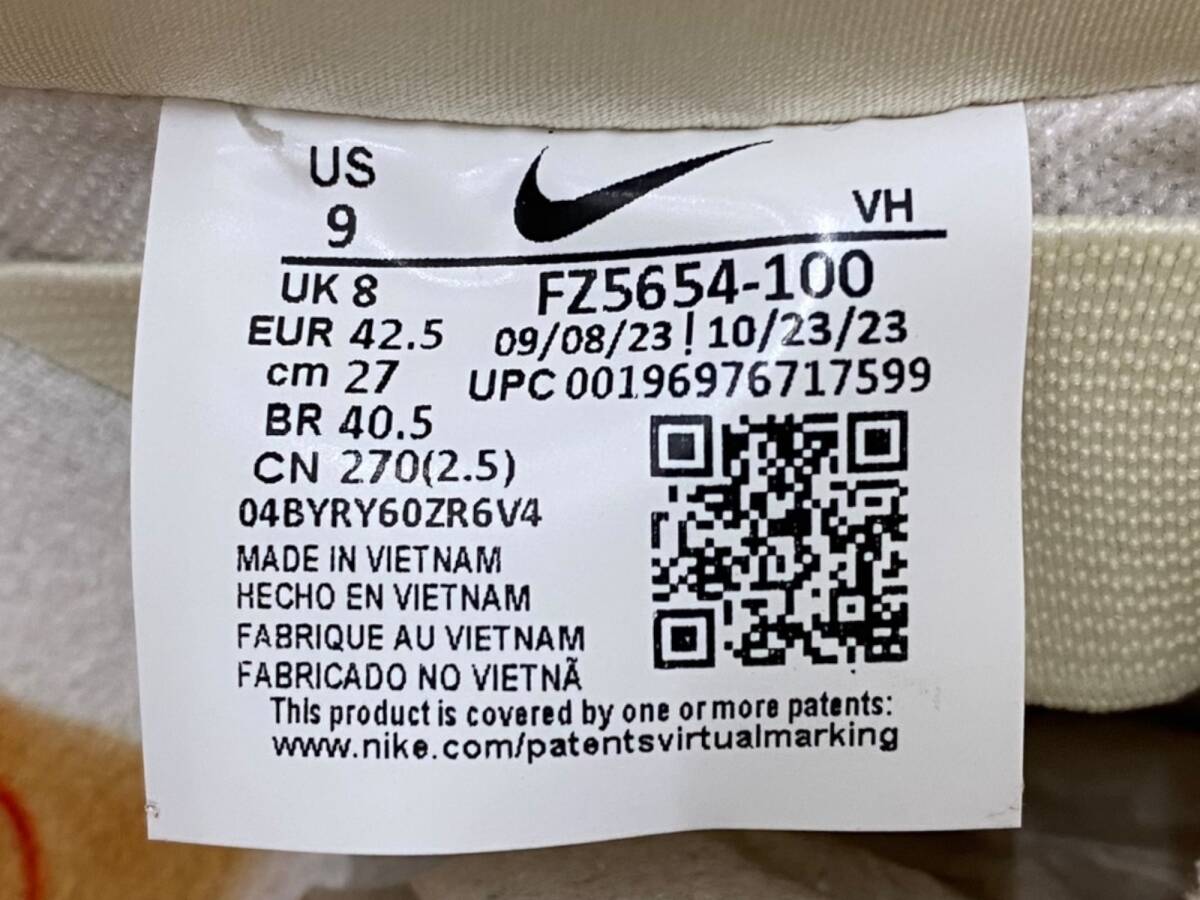 US
9
VH
UK 8
EUR 42.5
cm 27
BR 40.5
CN 270(2.5)
FZ5654-100
09/08/23 ! 10/23/23
UPC 00196976717599
04BYRY60ZR6V4
MADE IN VIETNAM
HECHO EN VIETNAM
FABRIQUE AU VIETNAM
FABRICADO NO VIETNÃ
This product is covered by one or more patents:
www.nike.com/patentsvirtualmarking